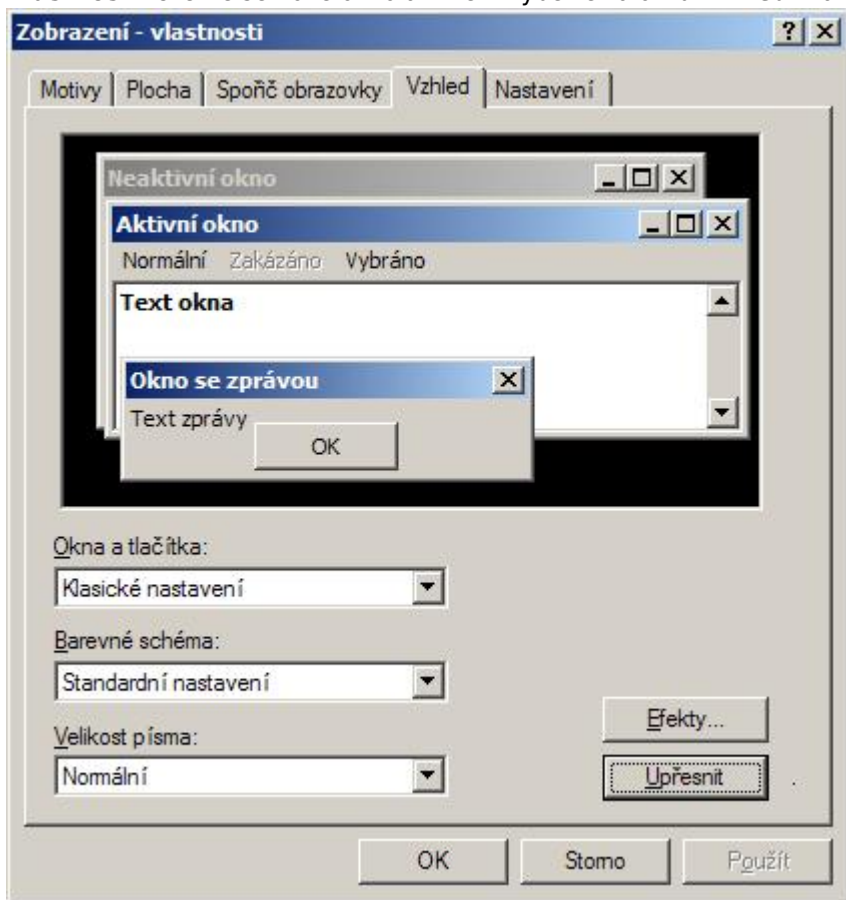 Zobrazení - vlastnosti
Motivy Plocha Spořič obrazovky Vzhled Nastavení
Neaktivní okno
Aktivní okno
Normální Zakázáno Vybráno
Text okna
Okno se zprávou
Text zprávy
OK
Okna a tlačítka:
Klasické nastavení
Barevné schéma:
Standardní nastavení
Efekty...
Velikost písma:
Normální
Upřesnit .
OK Storno Použít